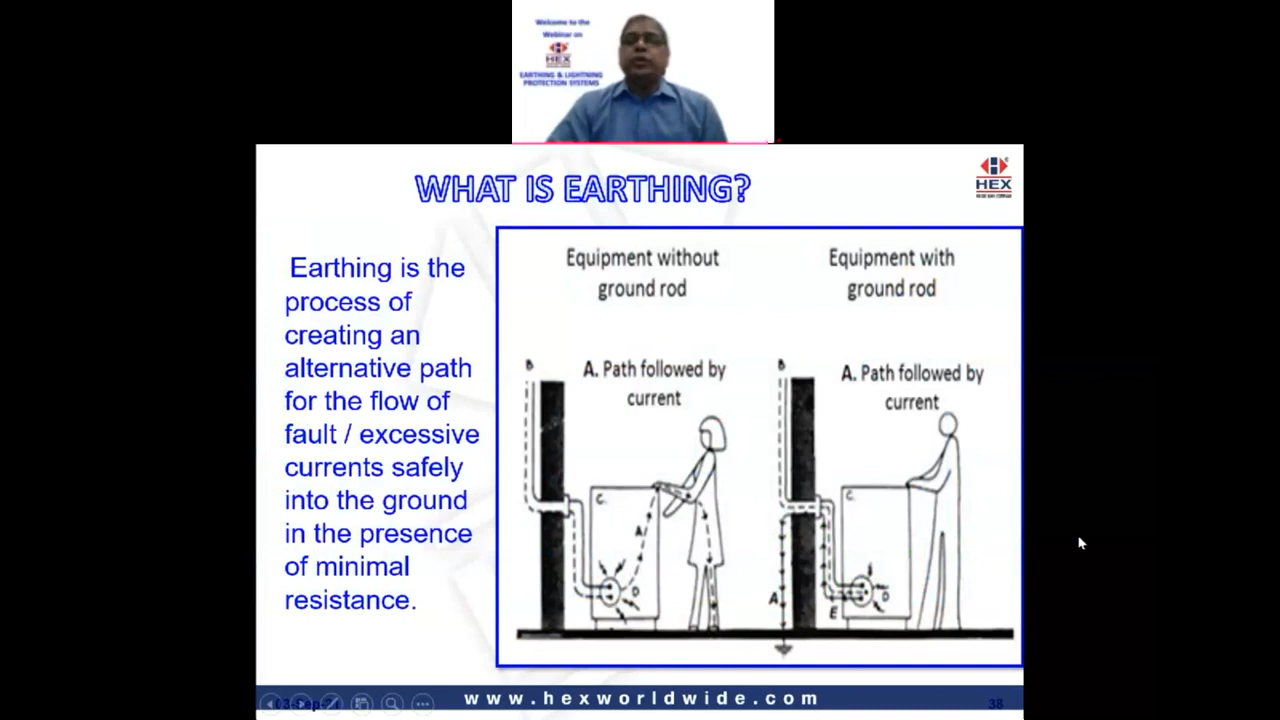 Welcome to the
Webinar on
HEX
EARTHING & LIGHTNING
PROTECTION SYSTEMS
WHAT IS EARTHING?
HEX
Earthing is the
process of
creating an
alternative path
for the flow of
fault / excessive
currents safely
into the ground
in the presence
of minimal
resistance.
Equipment without
ground rod
B
A. Path followed by
current
C.
A
D
Equipment with
ground rod
B
A. Path followed by
current
C.
D
A
E
www.hexworldwide.com
38